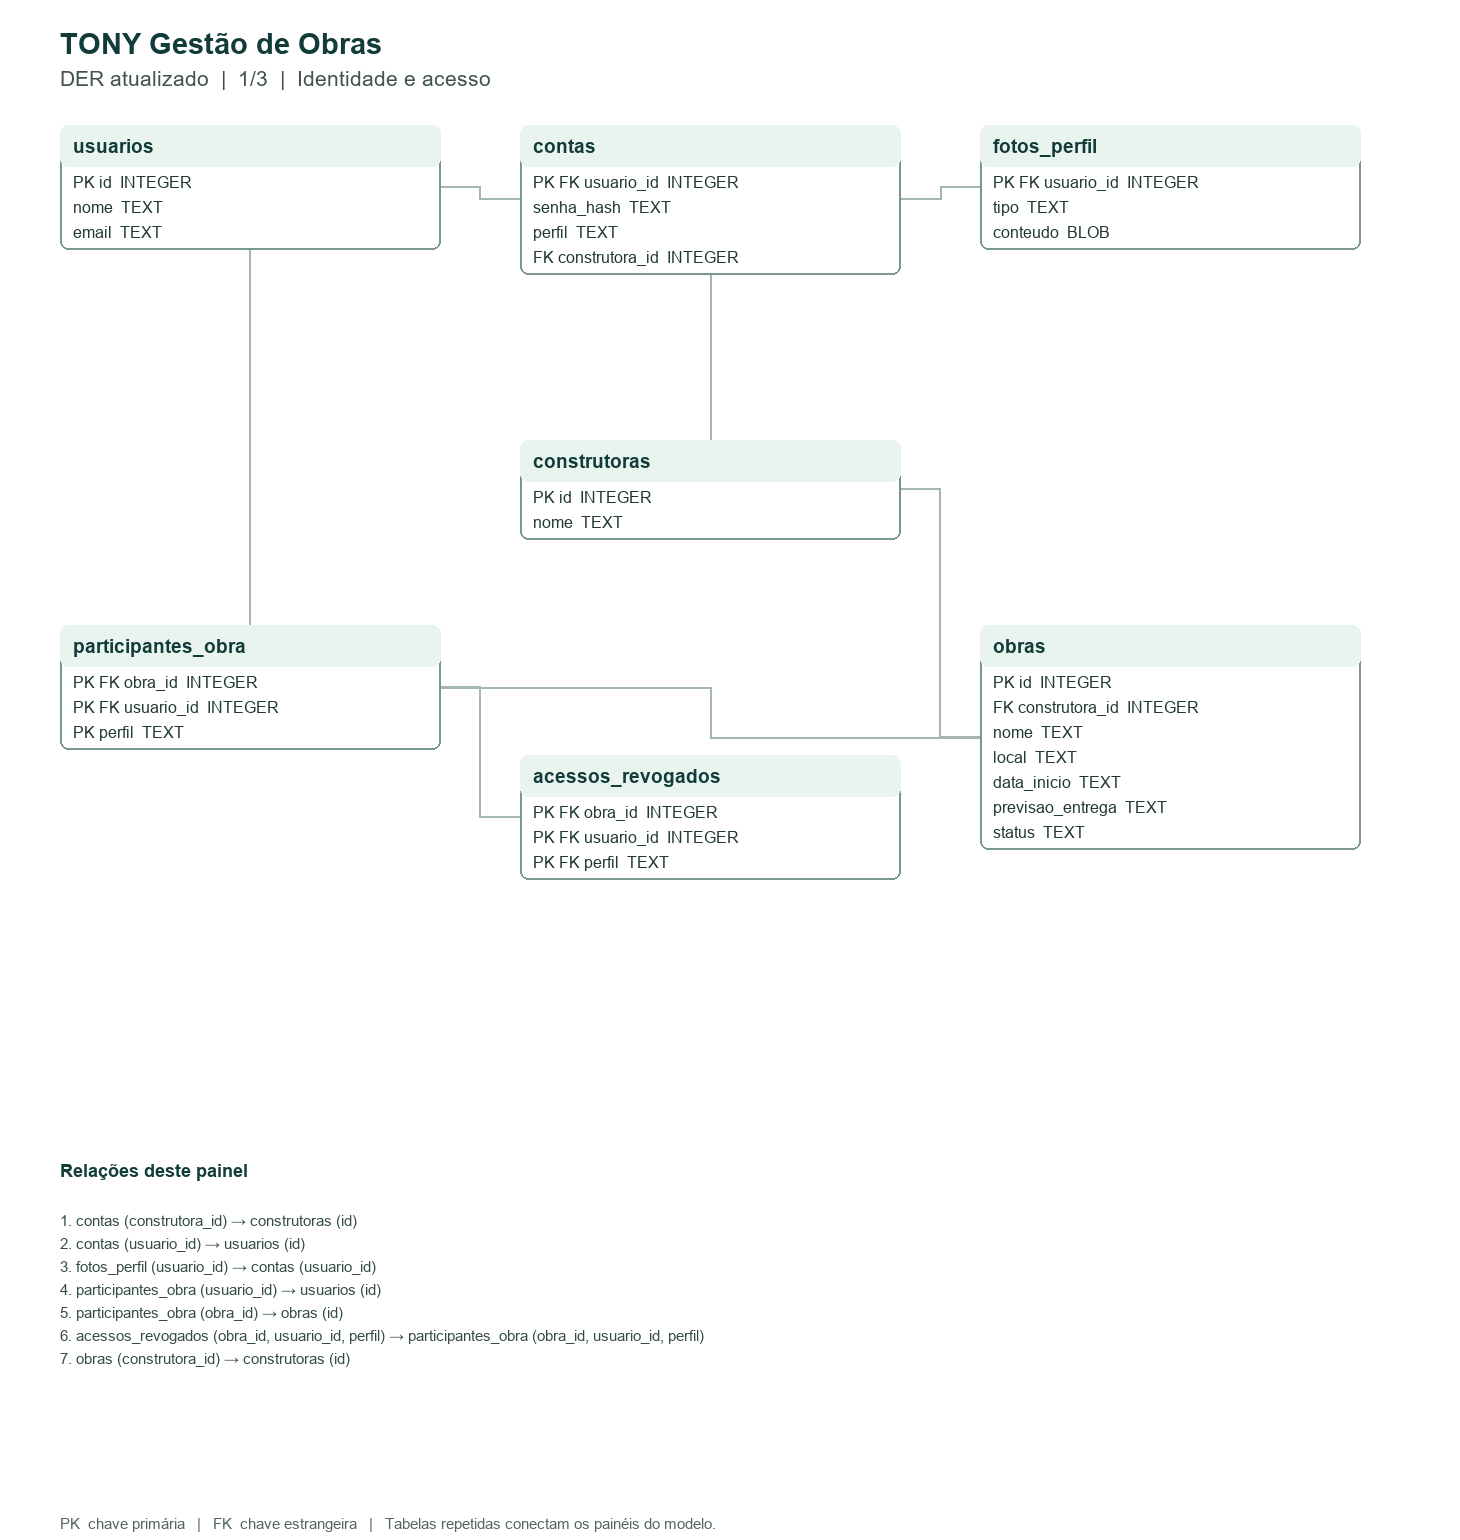 TONY Gestão de Obras
DER atualizado | 1/3 | Identidade e acesso
usuarios
PK id INTEGER
nome TEXT
email TEXT
contas
PK FK usuario_id INTEGER
senha_hash TEXT
perfil TEXT
FK construtora_id INTEGER
fotos_perfil
PK FK usuario_id INTEGER
tipo TEXT
conteudo BLOB
construtoras
PK id INTEGER
nome TEXT
participantes_obra
PK FK obra_id INTEGER
PK FK usuario_id INTEGER
PK perfil TEXT
acessos_revogados
PK FK obra_id INTEGER
PK FK usuario_id INTEGER
PK FK perfil TEXT
obras
PK id INTEGER
FK construtora_id INTEGER
nome TEXT
local TEXT
data_inicio TEXT
previsao_entrega TEXT
status TEXT
Relações deste painel
1. contas (construtora_id) → construtoras (id)
2. contas (usuario_id) → usuarios (id)
3. fotos_perfil (usuario_id) → contas (usuario_id)
4. participantes_obra (usuario_id) → usuarios (id)
5. participantes_obra (obra_id) → obras (id)
6. acessos_revogados (obra_id, usuario_id, perfil) → participantes_obra (obra_id, usuario_id, perfil)
7. obras (construtora_id) → construtoras (id)
PK chave primária | FK chave estrangeira | Tabelas repetidas conectam os painéis do modelo.